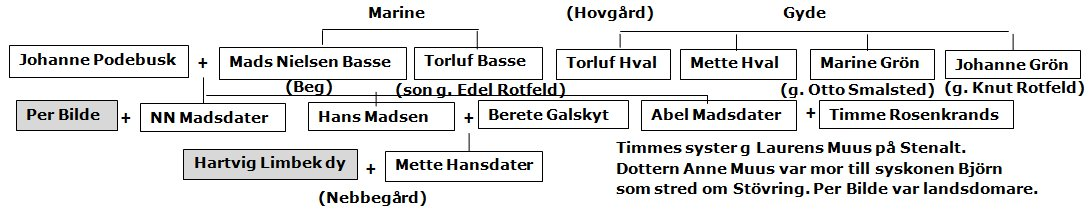 Marine (Hovgård) Gyde
Johanne Podebusk + Mads Nielsen Basse Torluf Basse Torluf Hval Mette Hval Marine Grön Johanne Grön
(Beg) (son g. Edel Rotfeld) (g. Otto Smalsted) (g. Knut Rotfeld)
Per Bilde + NN Madsdater Hans Madsen + Berete Galskyt Abel Madsdater + Timme Rosenkrands
Hartvig Limbek dy + Mette Hansdater
(Nebbegård)
Timmes syster g Laurens Muus på Stenalt.
Dottern Anne Muus var mor till syskonen Björn
som stred om Stövring. Per Bilde var landsdomare.